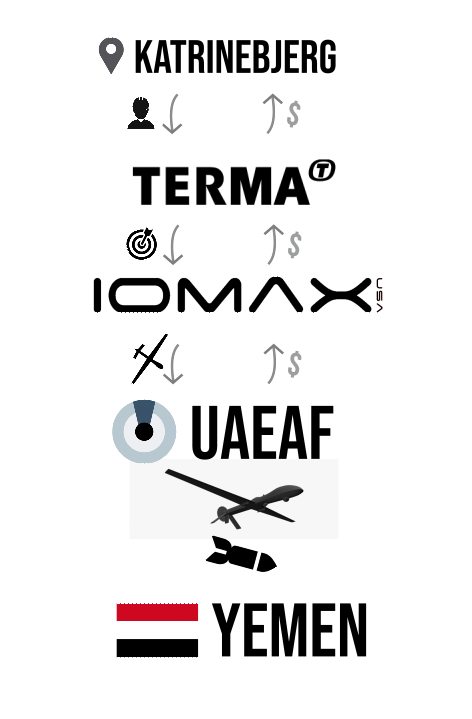 KATRINEBJERG
$
TERMA T
$
IOMAX USA
$
UAEAF
YEMEN